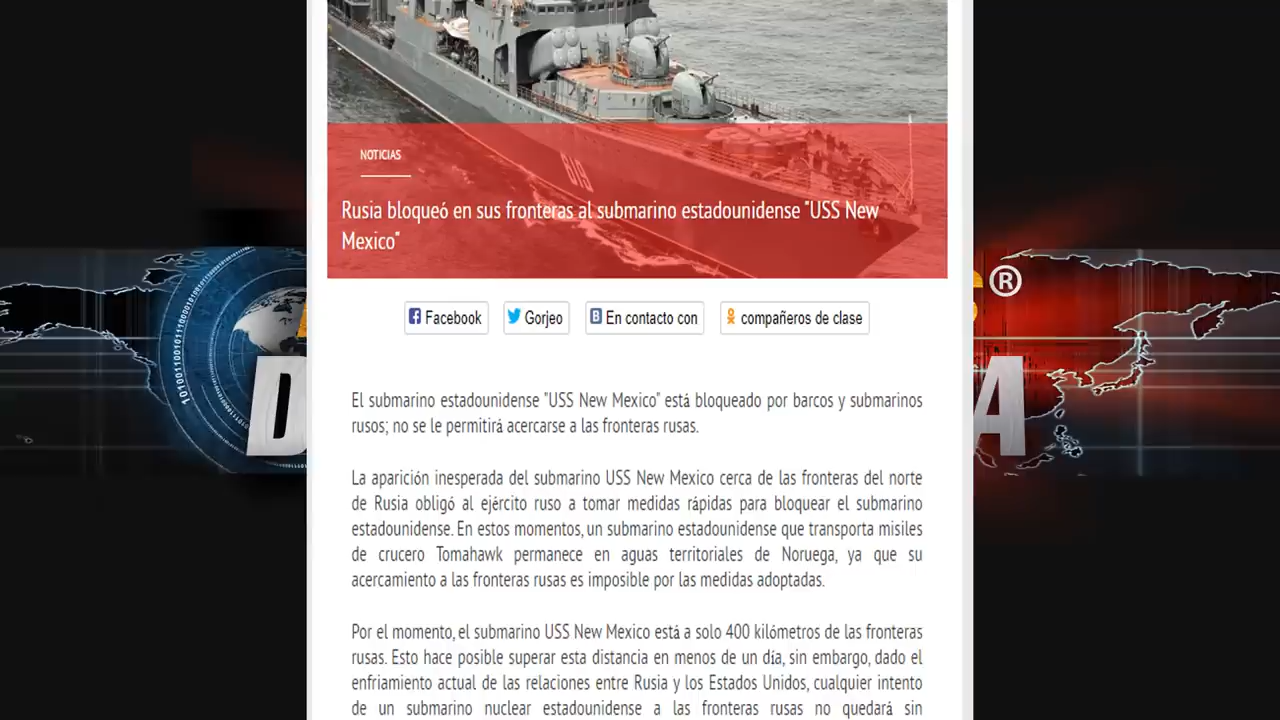 619
NOTICIAS
Rusia bloqueó en sus fronteras al submarino estadounidense "USS New
Mexico"
®
Facebook
Gorjeo
En contacto con
compañeros de clase
D
A
El submarino estadounidense "USS New Mexico" está bloqueado por barcos y submarinos
rusos; no se le permitirá acercarse a las fronteras rusas.
La aparición inesperada del submarino USS New Mexico cerca de las fronteras del norte
de Rusia obligó al ejército ruso a tomar medidas rápidas para bloquear el submarino
estadounidense. En estos momentos, un submarino estadounidense que transporta misiles
de crucero Tomahawk permanece en aguas territoriales de Noruega, ya que su
acercamiento a las fronteras rusas es imposible por las medidas adoptadas.
Por el momento, el submarino USS New Mexico está a solo 400 kilómetros de las fronteras
rusas. Esto hace posible superar esta distancia en menos de un día, sin embargo, dado el
enfriamiento actual de las relaciones entre Rusia y los Estados Unidos, cualquier intento
de un submarino nuclear estadounidense a las fronteras rusas no quedará sin